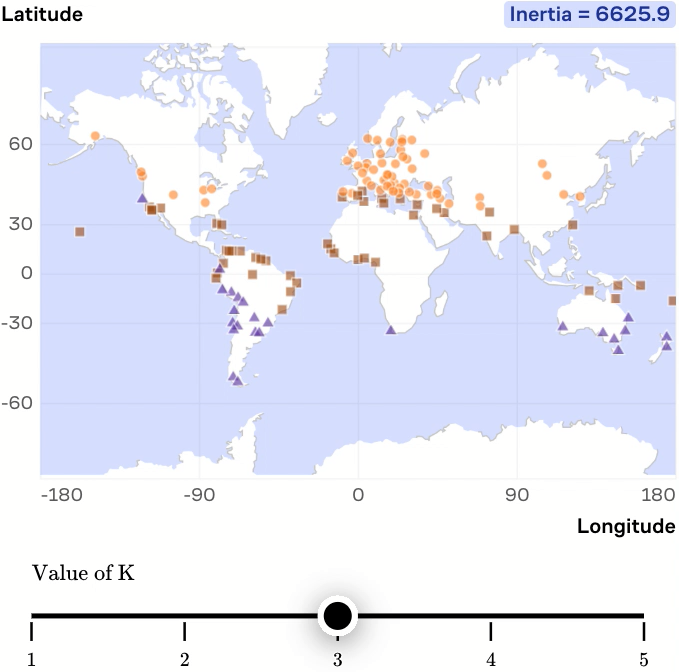 Latitude
Inertia = 6625.9
60
30
0
-30
-60
-180 -90 0 90 180
Longitude
Value of K
1 2 3 4 5